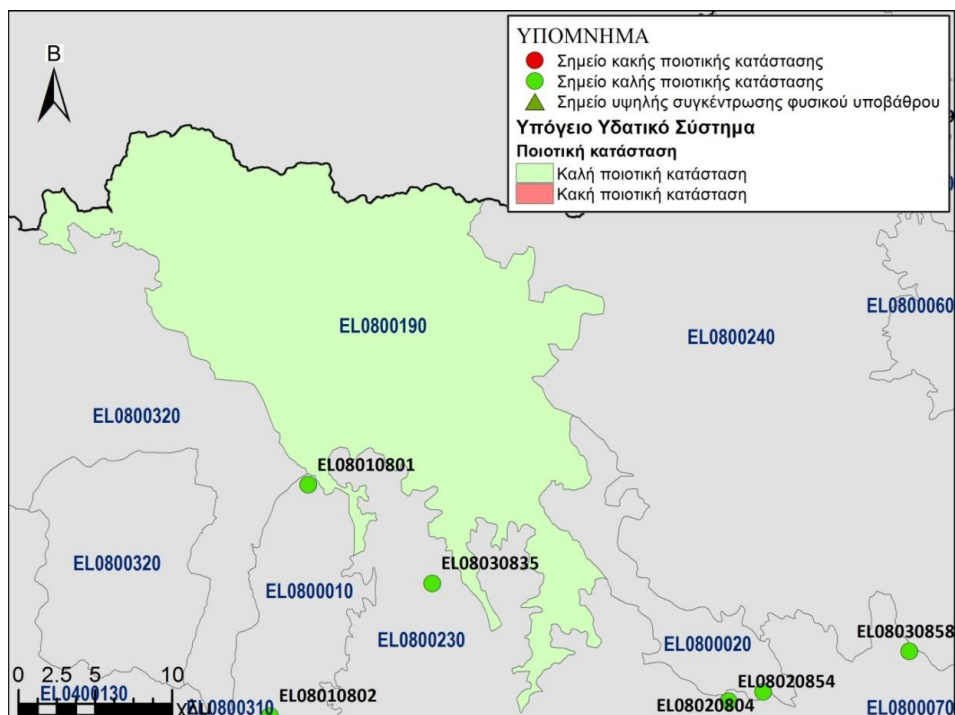 Β
ΥΠΟΜΝΗΜΑ
Σημείο κακής ποιοτικής κατάστασης
Σημείο καλής ποιοτικής κατάστασης
Σημείο υψηλής συγκέντρωσης φυσικού υποβάθρου
Υπόγειο Υδατικό Σύστημα
Ποιοτική κατάσταση
Καλή ποιοτική κατάσταση
Κακή ποιοτική κατάσταση
EL0800060
EL0800190
EL0800240
EL0800320
EL08010801
EL0800320
EL08030835
EL0800010
EL0800230
EL0800020
EL08030858
0 2.5 5 10
EL0400130
EL0800310
EL08010802
EL08020854
EL08020804
EL0800070